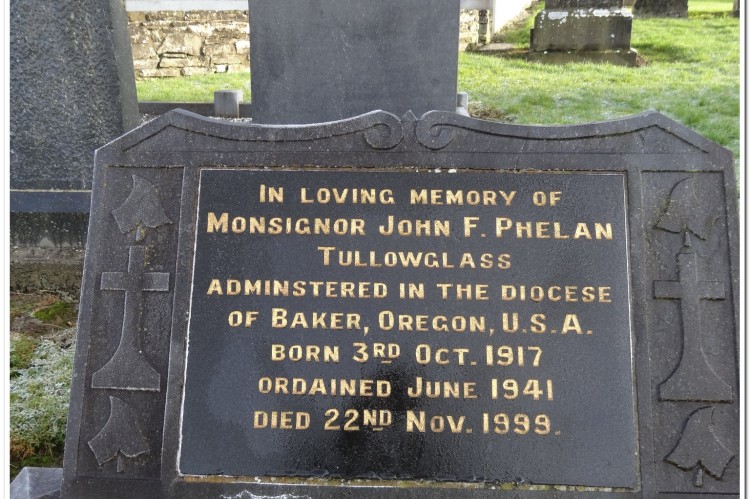 In loving memory of
Monsignor John F. Phelan
Tullowglass
adminstered in the diocese
of Baker, Oregon, U.S.A.
born 3rd Oct. 1917
ordained June 1941
died 22nd Nov. 1999.